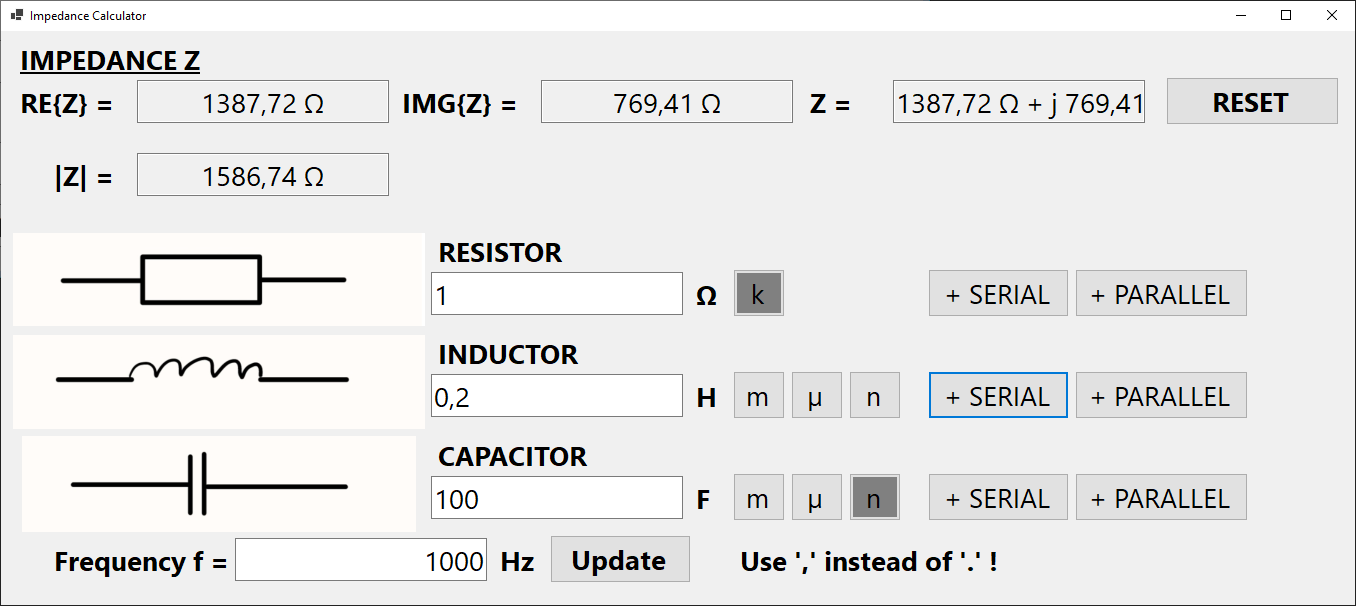 Impedance Calculator
IMPEDANCE Z
RE{Z} = 1387,72 Ω IMG{Z} = 769,41 Ω Z = 1387,72 Ω + j 769,41 RESET
|Z| = 1586,74 Ω
RESISTOR
1 Ω k + SERIAL + PARALLEL
INDUCTOR
0,2 H m µ n + SERIAL + PARALLEL
CAPACITOR
100 F m µ n + SERIAL + PARALLEL
Frequency f = 1000 Hz Update Use ',' instead of '.' !